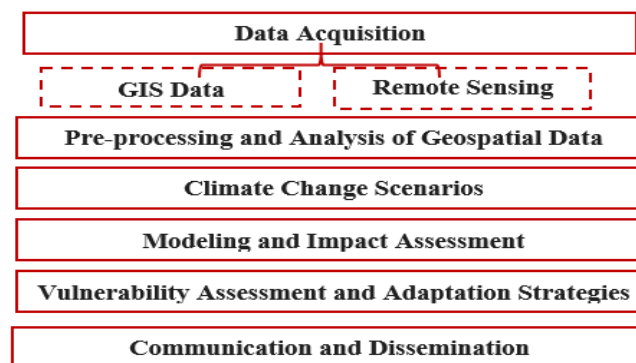 Data Acquisition
GIS Data
Remote Sensing
Pre-processing and Analysis of Geospatial Data
Climate Change Scenarios
Modeling and Impact Assessment
Vulnerability Assessment and Adaptation Strategies
Communication and Dissemination